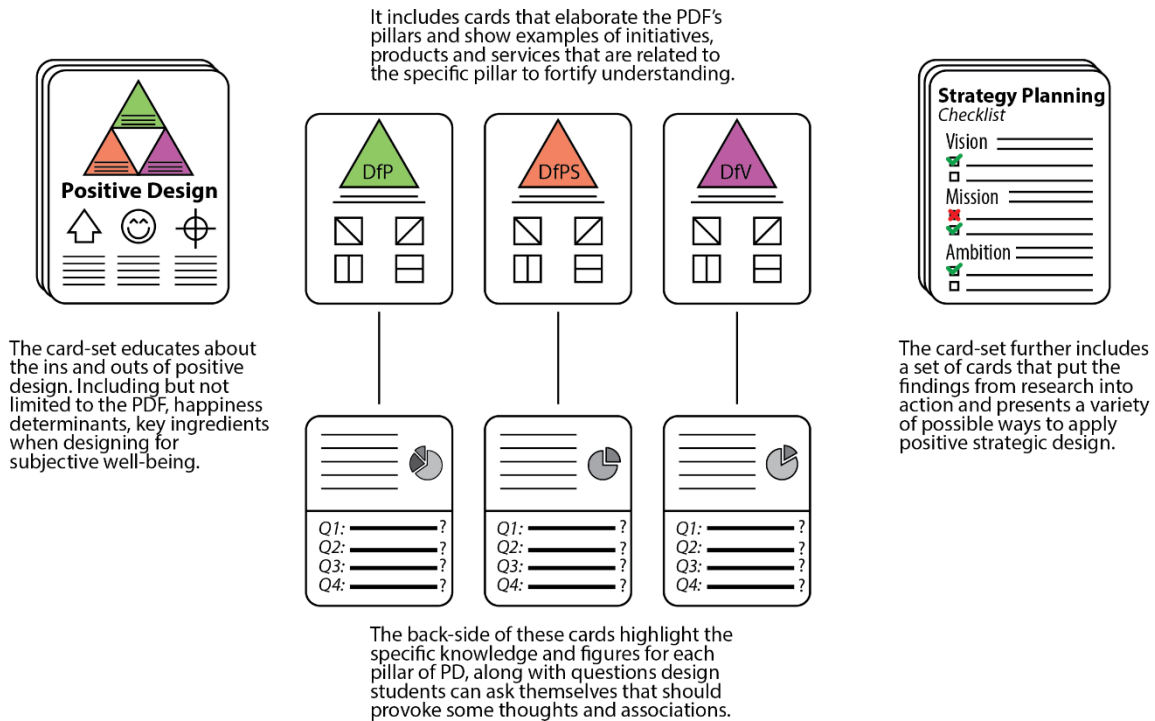 It includes cards that elaborate the PDF's
pillars and show examples of initiatives,
products and services that are related to
the specific pillar to fortify understanding.
Positive Design
DfP
DfPS
DfV
Strategy Planning
Checklist
Vision
Mission
Ambition
The card-set educates about
the ins and outs of positive
design. Including but not
limited to the PDF, happiness
determinants, key ingredients
when designing for
subjective well-being.
The card-set further includes
a set of cards that put the
findings from research into
action and presents a variety
of possible ways to apply
positive strategic design.
Q1: ?
Q2: ?
Q3: ?
Q4: ?
Q1: ?
Q2: ?
Q3: ?
Q4: ?
Q1: ?
Q2: ?
Q3: ?
Q4: ?
The back-side of these cards highlight the
specific knowledge and figures for each
pillar of PD, along with questions design
students can ask themselves that should
provoke some thoughts and associations.